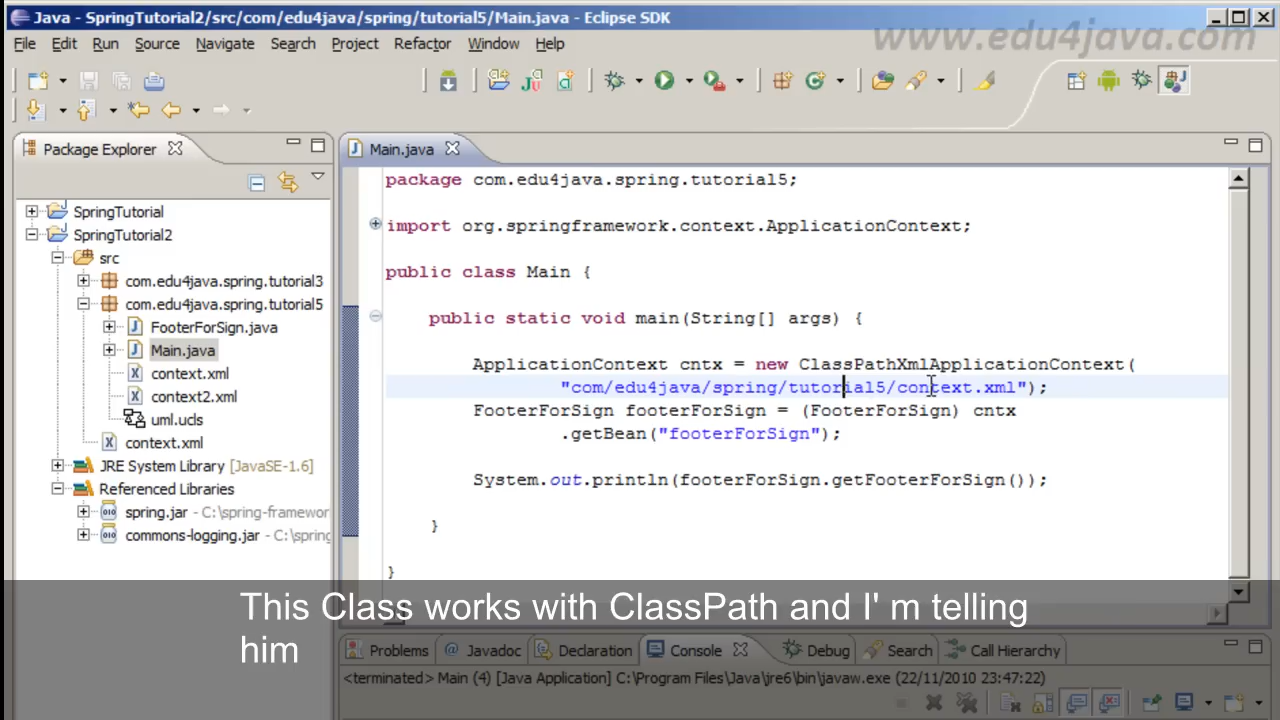 Java - SpringTutorial2/src/com/edu4java/spring/tutorial5/Main.java - Eclipse SDK
File Edit Run Source Navigate Search Project Refactor Window Help
www.edu4java.com
Package Explorer
SpringTutorial
SpringTutorial2
src
com.edu4java.spring.tutorial3
com.edu4java.spring.tutorial5
FooterForSign.java
Main.java
context.xml
context2.xml
uml.ucls
context.xml
JRE System Library [JavaSE-1.6]
Referenced Libraries
spring.jar - C:\spring-framewor
commons-logging.jar - C:\spring
Main.java
package com.edu4java.spring.tutorial5;
import org.springframework.context.ApplicationContext;
public class Main {
public static void main(String[] args) {
ApplicationContext cntx = new ClassPathXmlApplicationContext(
"com/edu4java/spring/tutorial5/context.xml");
FooterForSign footerForSign = (FooterForSign) cntx
.getBean("footerForSign");
System.out.println(footerForSign.getFooterForSign());
}
}
This Class works with ClassPath and I' m telling
him
Problems @ Javadoc Declaration Console Debug Search Call Hierarchy
<terminated> Main (4) [Java Application] C:\Program Files\Java\jre6\bin\javaw.exe (22/11/2010 23:47:22)